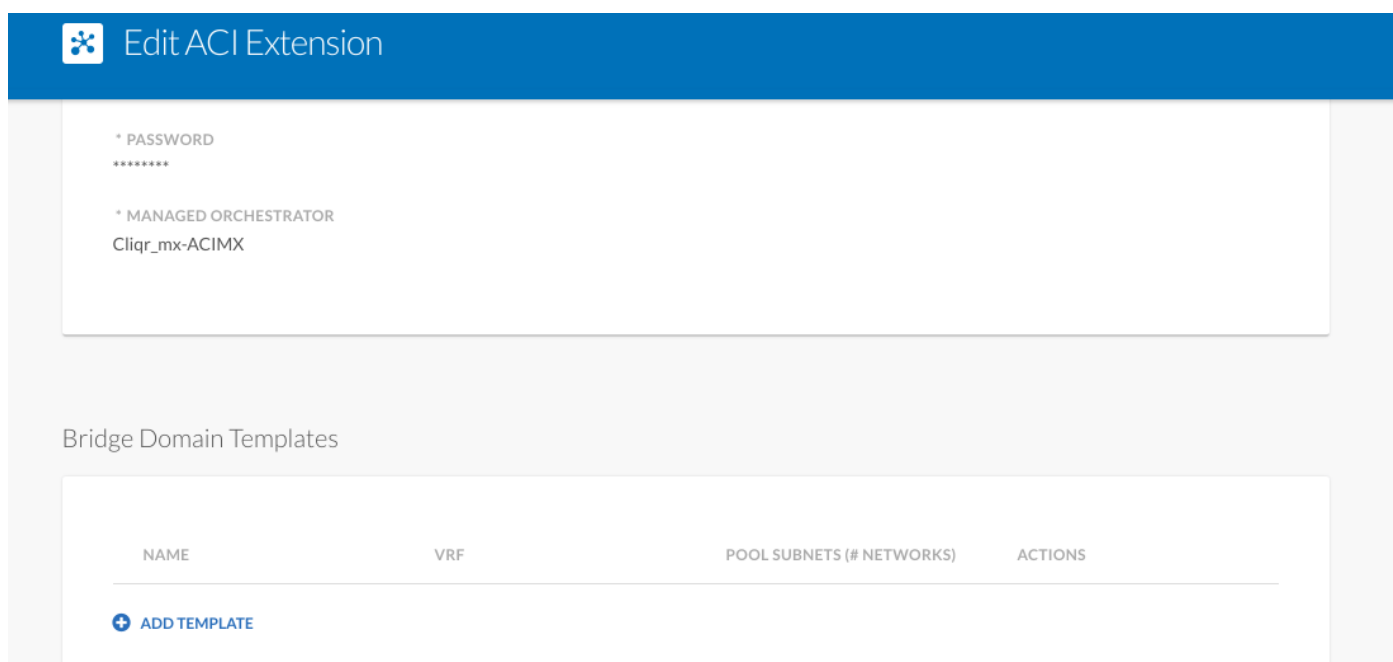 Edit ACI Extension
* PASSWORD
********
* MANAGED ORCHESTRATOR
Cliqr_mx-ACIMX
Bridge Domain Templates
NAME VRF POOL SUBNETS (# NETWORKS) ACTIONS
ADD TEMPLATE